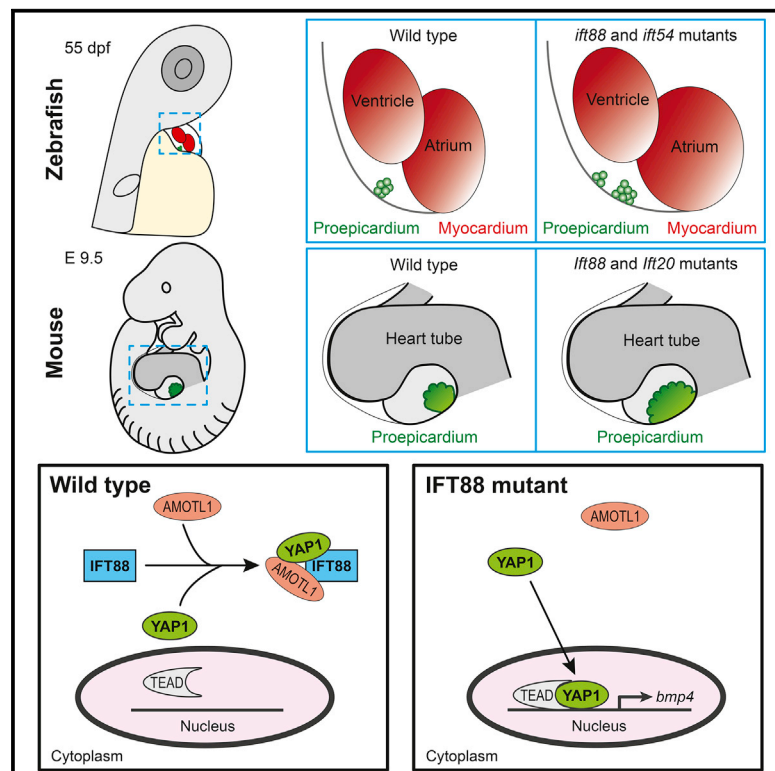 Zebrafish
55 dpf
Wild type
Ventricle
Atrium
Proepicardium Myocardium
ift88 and ift54 mutants
Ventricle
Atrium
Proepicardium Myocardium
Mouse
E 9.5
Wild type
Heart tube
Proepicardium
Ift88 and Ift20 mutants
Heart tube
Proepicardium
Wild type
AMOTL1
IFT88
YAP1
YAP1
IFT88
AMOTL1
TEAD
Nucleus
Cytoplasm
IFT88 mutant
AMOTL1
YAP1
TEAD YAP1
bmp4
Nucleus
Cytoplasm